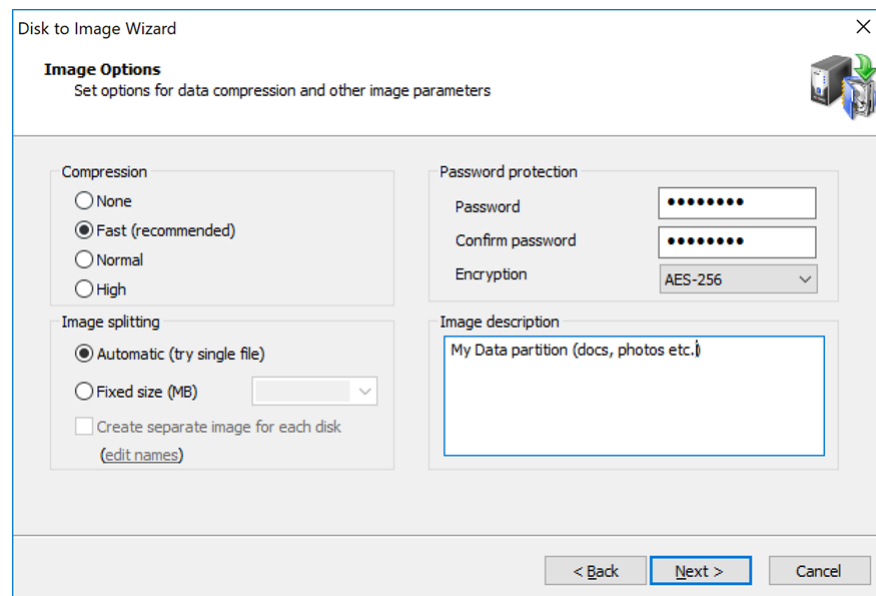 Disk to Image Wizard
Image Options
Set options for data compression and other image parameters
Compression
None
Fast (recommended)
Normal
High
Password protection
Password ••••••••
Confirm password ••••••••
Encryption AES-256
Image splitting
Automatic (try single file)
Fixed size (MB)
Create separate image for each disk
(edit names)
Image description
My Data partition (docs, photos etc.)
< Back Next > Cancel